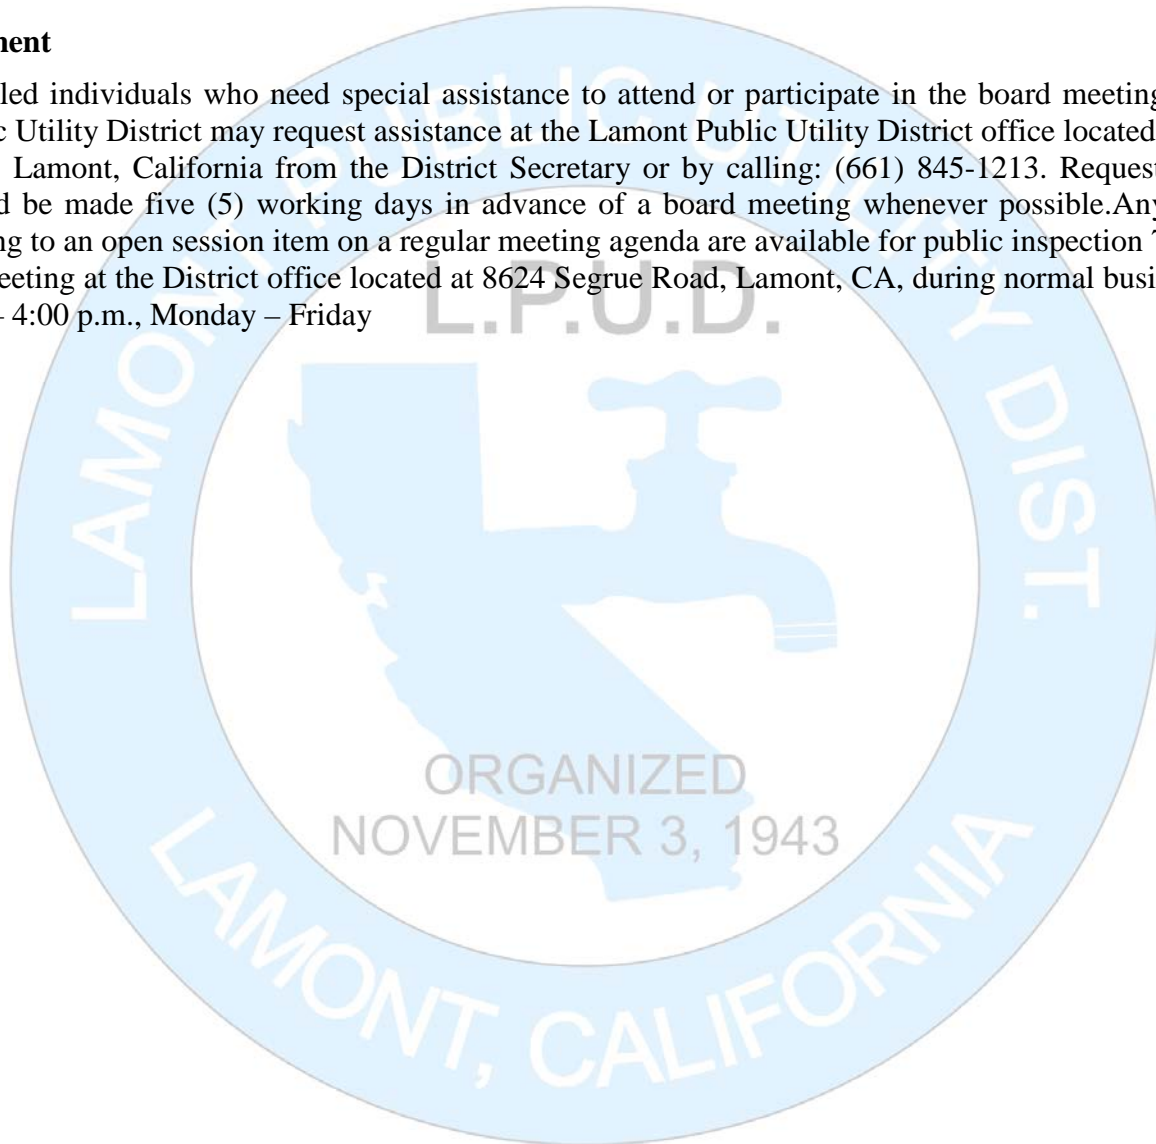 ment
led individuals who need special assistance to attend or participate in the board meeting
c Utility District may request assistance at the Lamont Public Utility District office located
Lamont, California from the District Secretary or by calling: (661) 845-1213. Request
d be made five (5) working days in advance of a board meeting whenever possible.Any
ng to an open session item on a regular meeting agenda are available for public inspection
eeting at the District office located at 8624 Segrue Road, Lamont, CA, during normal busi
– 4:00 p.m., Monday – Friday
LAMONT PUBLIC UTILITY DIST.
L.P.U.D.
ORGANIZED
NOVEMBER 3, 1943
LAMONT, CALIFORNIA